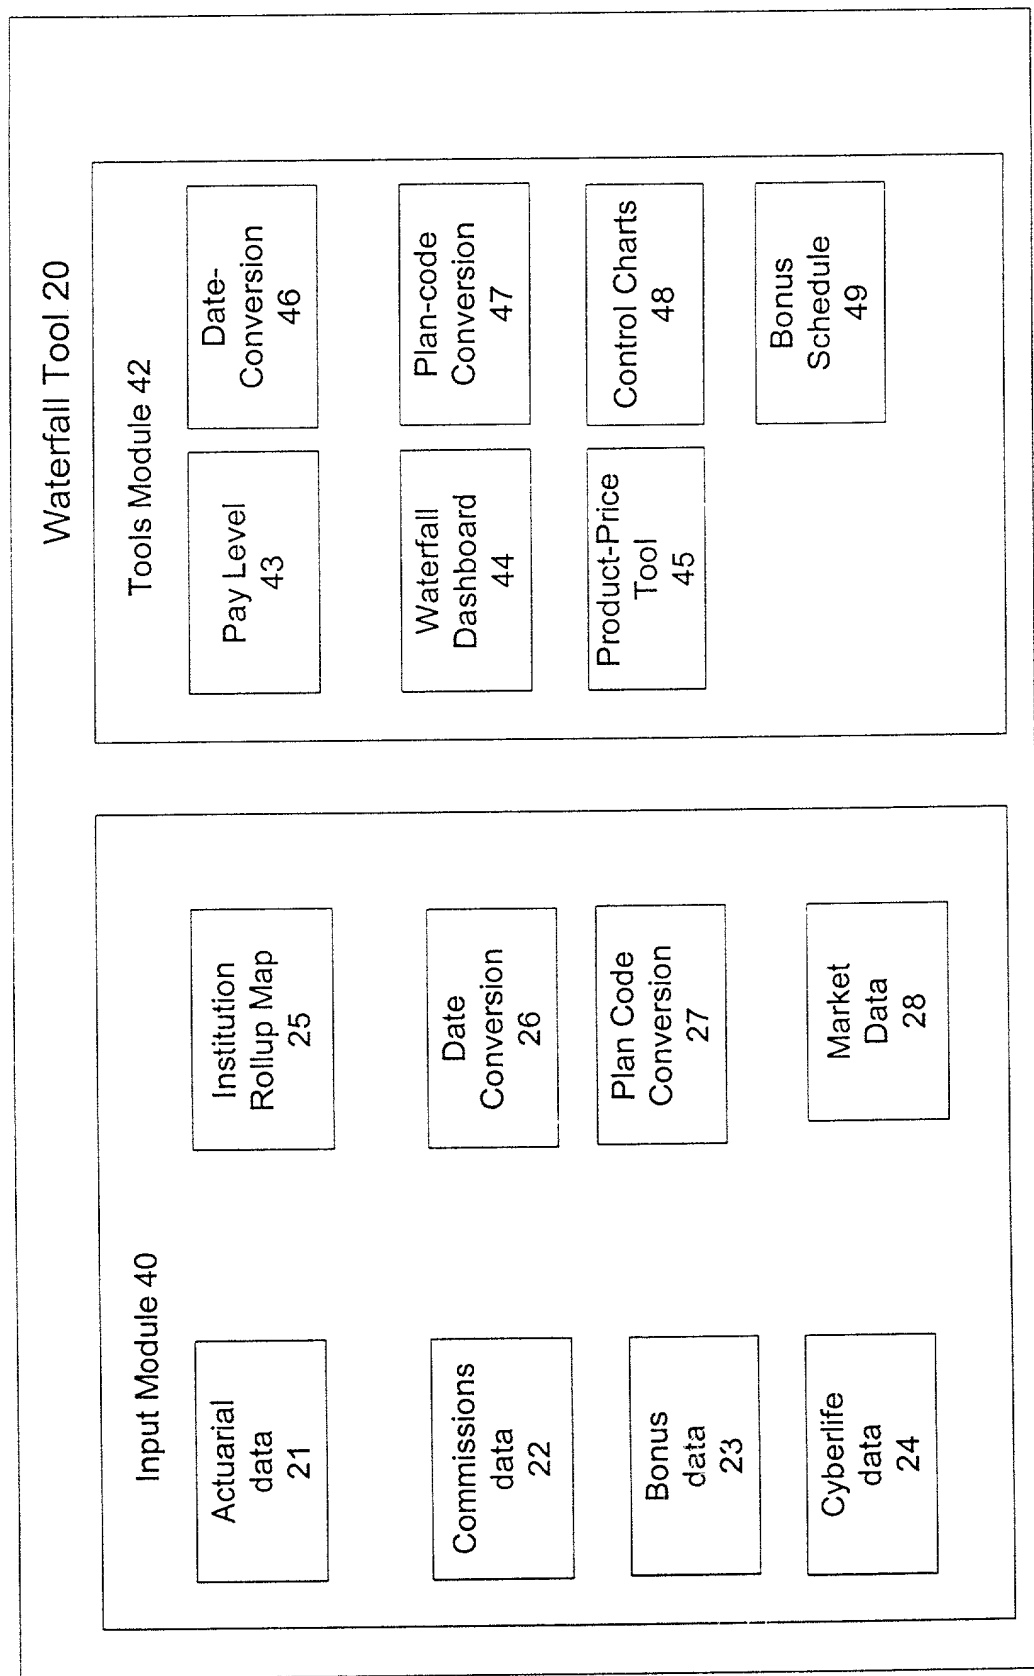 Waterfall Tool 20
Input Module 40
Actuarial
data
21
Commissions
data
22
Bonus
data
23
Cyberlife
data
24
Institution
Rollup Map
25
Date
Conversion
26
Plan Code
Conversion
27
Market
Data
28
Tools Module 42
Pay Level
43
Waterfall
Dashboard
44
Product-Price
Tool
45
Date-
Conversion
46
Plan-code
Conversion
47
Control Charts
48
Bonus
Schedule
49